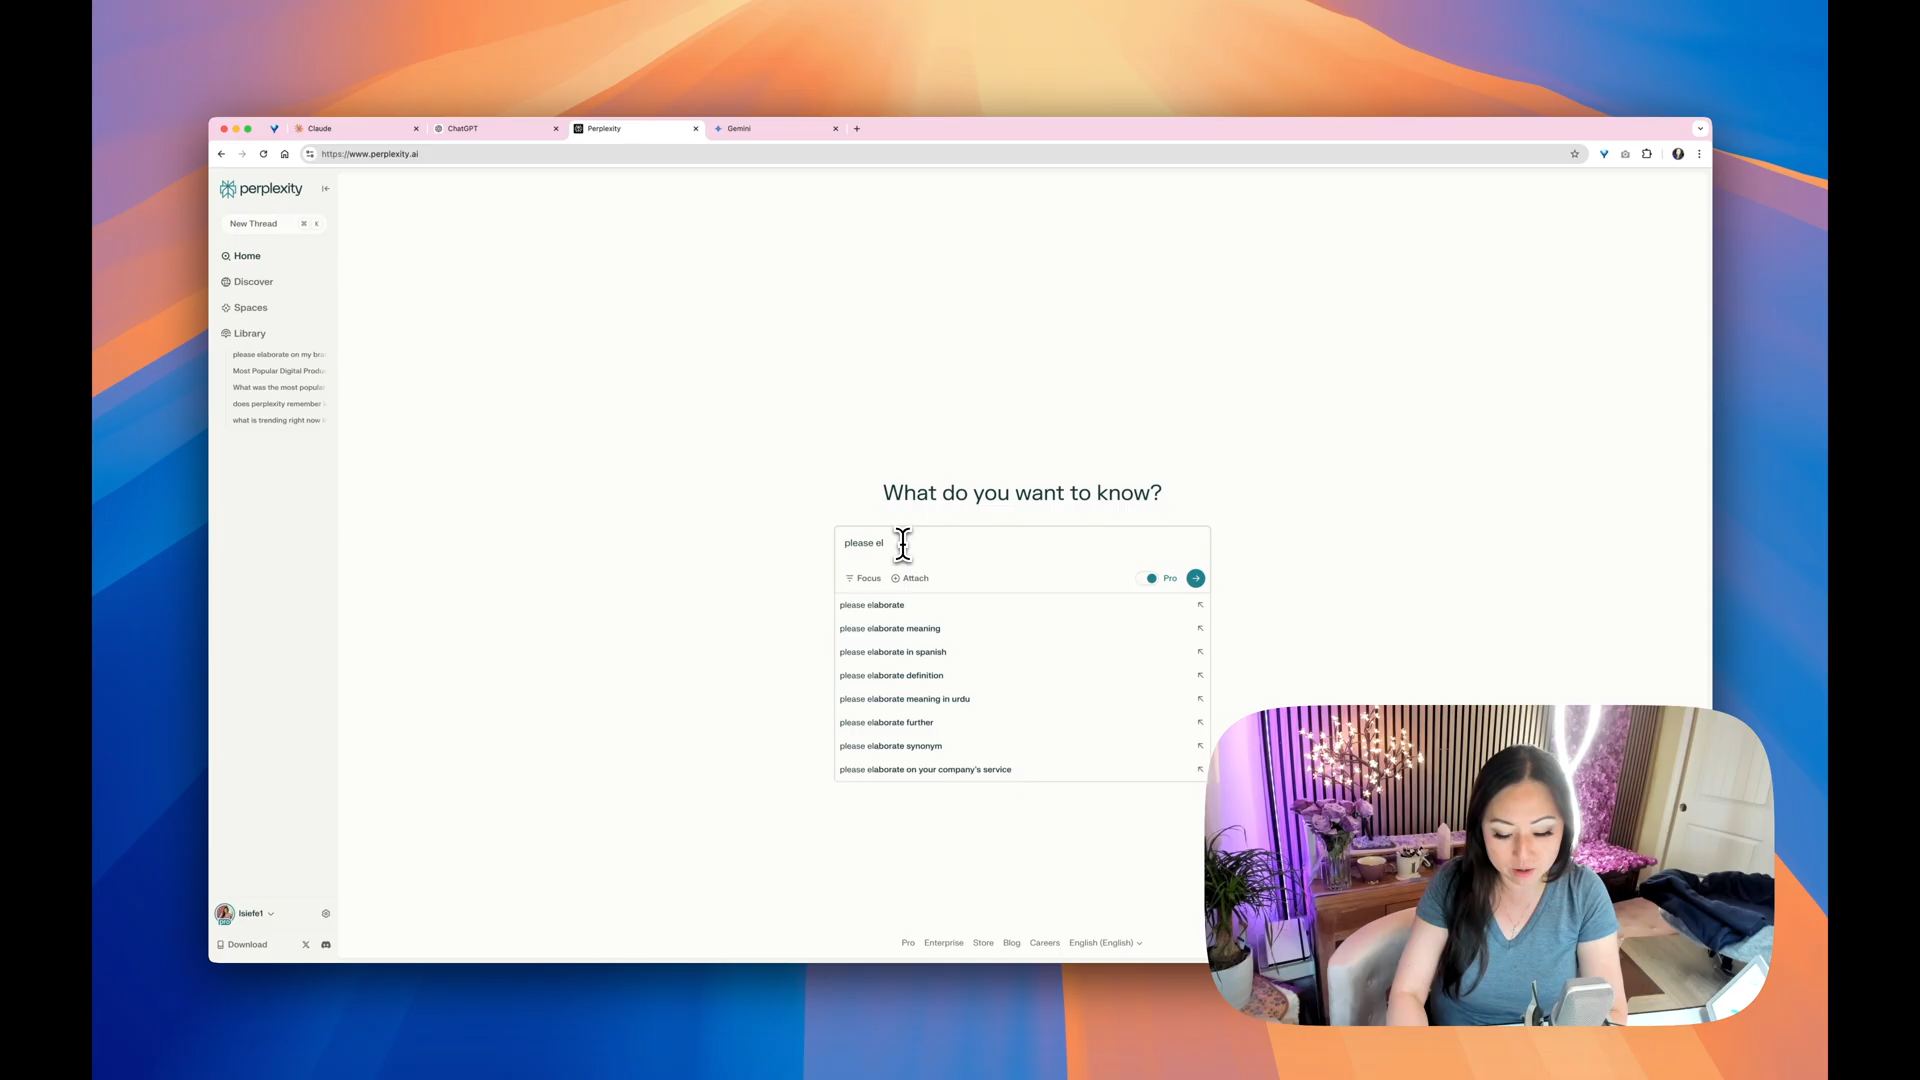 Claude
ChatGPT
Perplexity
Gemini
https://www.perplexity.ai
perplexity
New Thread
⌘ K
Home
Discover
Spaces
Library
please elaborate on my bra
Most Popular Digital Produ
What was the most popular
does perplexity remember
what is trending right now
What do you want to know?
please el
Focus
Attach
Pro
please elaborate
please elaborate meaning
please elaborate in spanish
please elaborate definition
please elaborate meaning in urdu
please elaborate further
please elaborate synonym
please elaborate on your company's service
lsiefe1
Download
Pro Enterprise Store Blog Careers English (English)